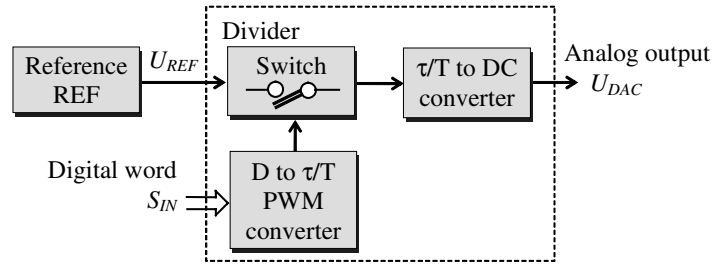 Divider
Reference
REF
U_REF
Switch
τ/T to DC
converter
Analog output
U_DAC
Digital word
S_IN
D to τ/T
PWM
converter